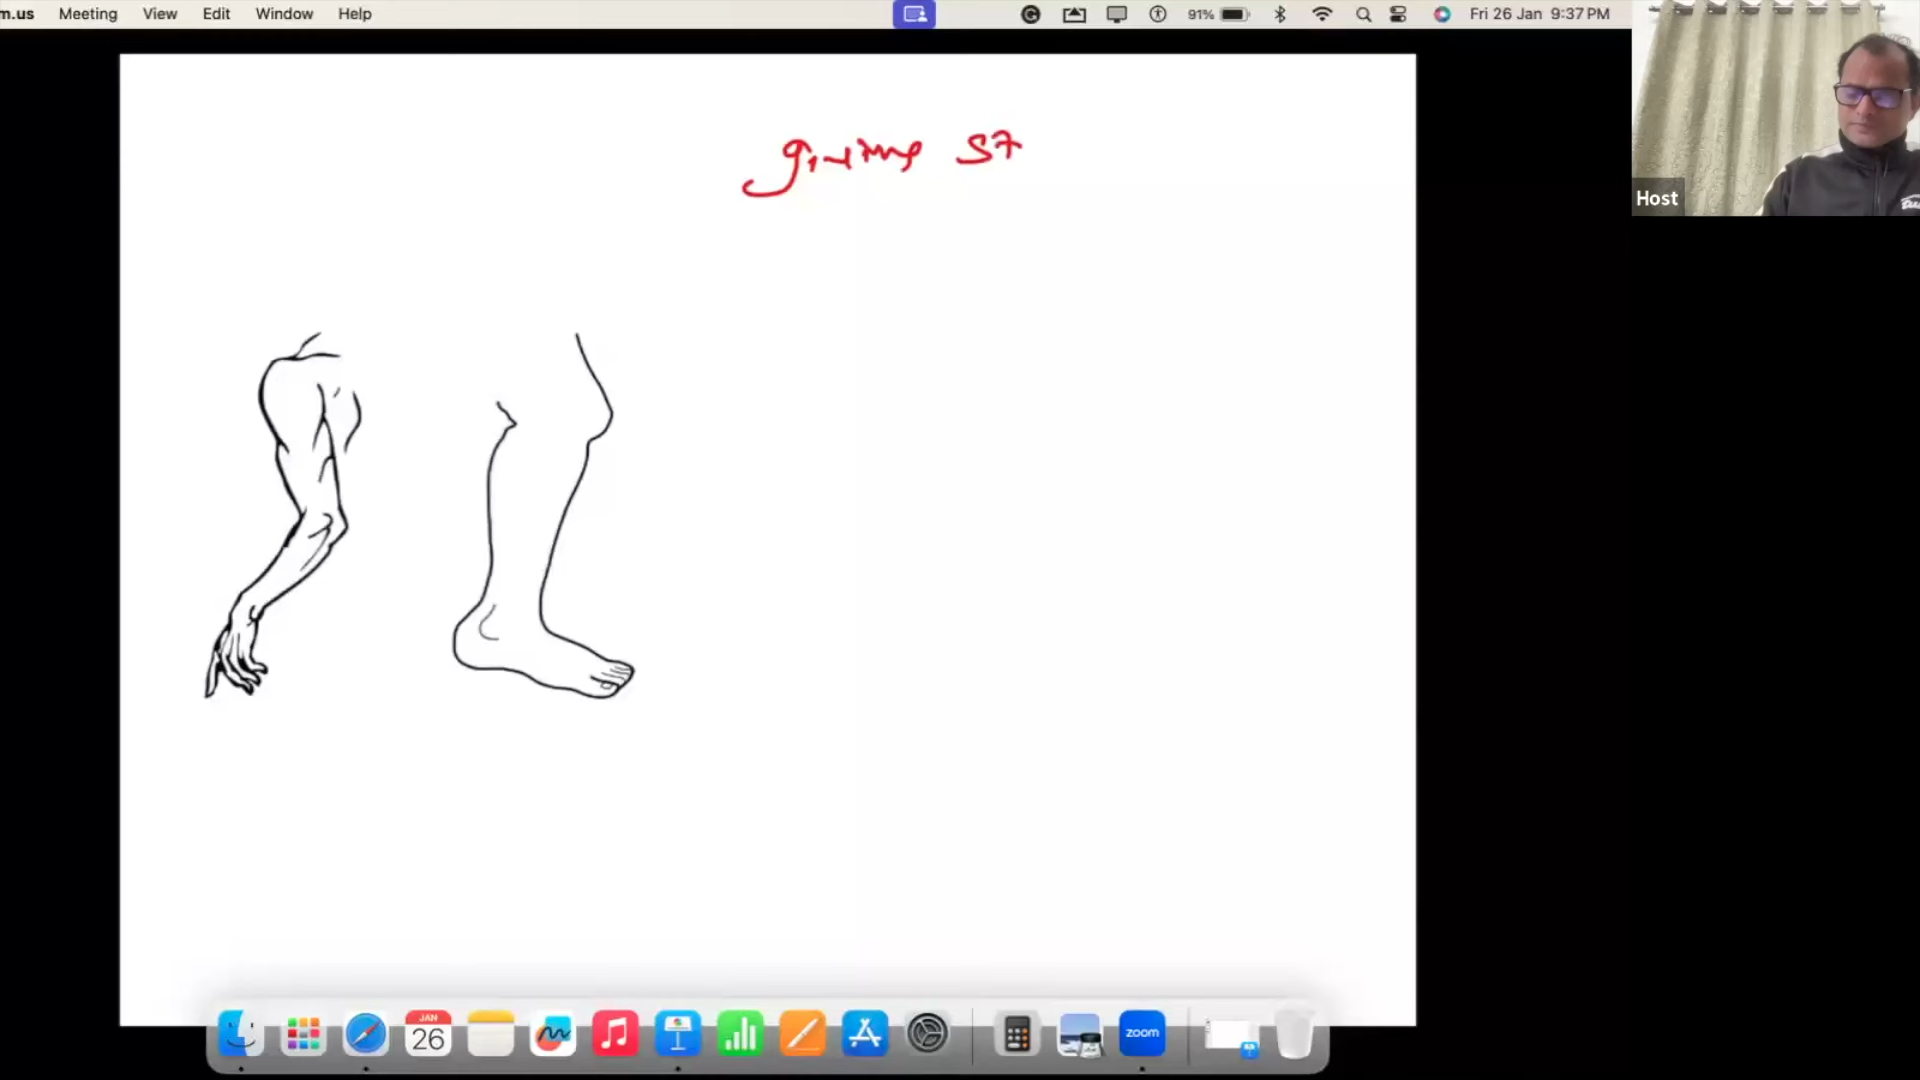 m.us Meeting View Edit Window Help 91% Fri 26 Jan 9:37 PM
Host
JAN
26
zoom